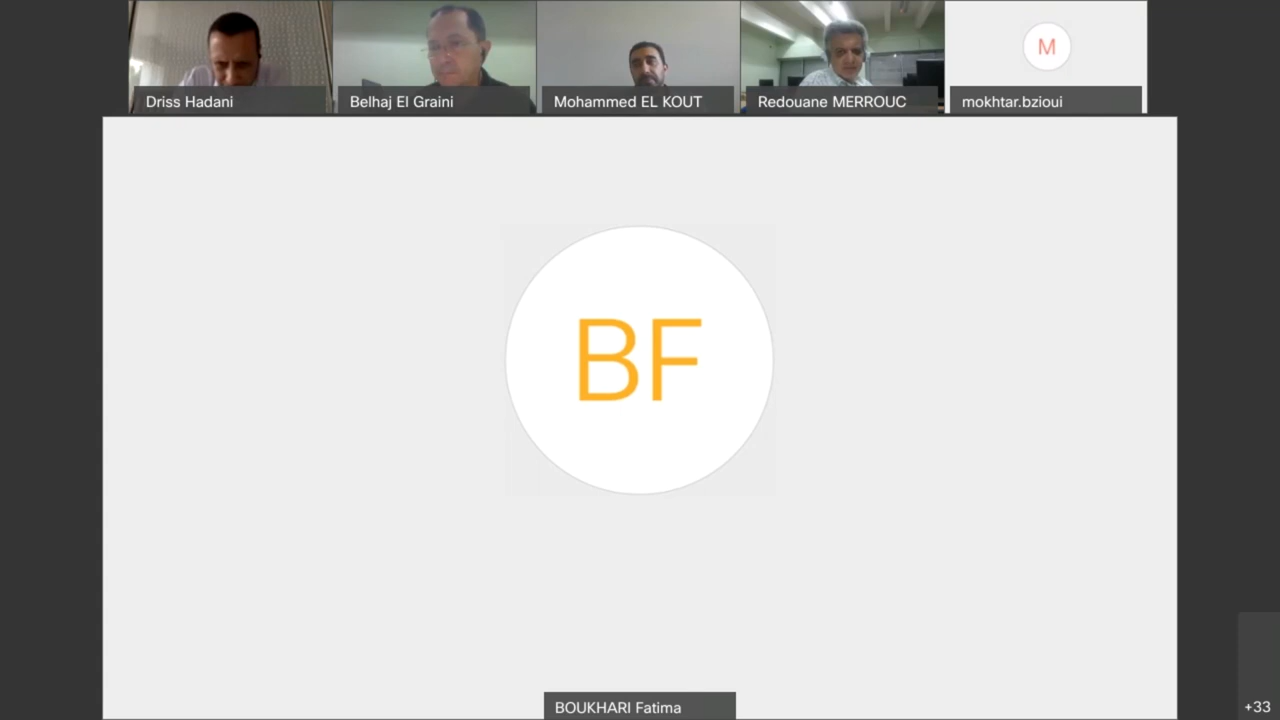 Driss Hadani
Belhaj El Graini
Mohammed EL KOUT
Redouane MERROUC
M
mokhtar.bzioui
BF
BOUKHARI Fatima
+33